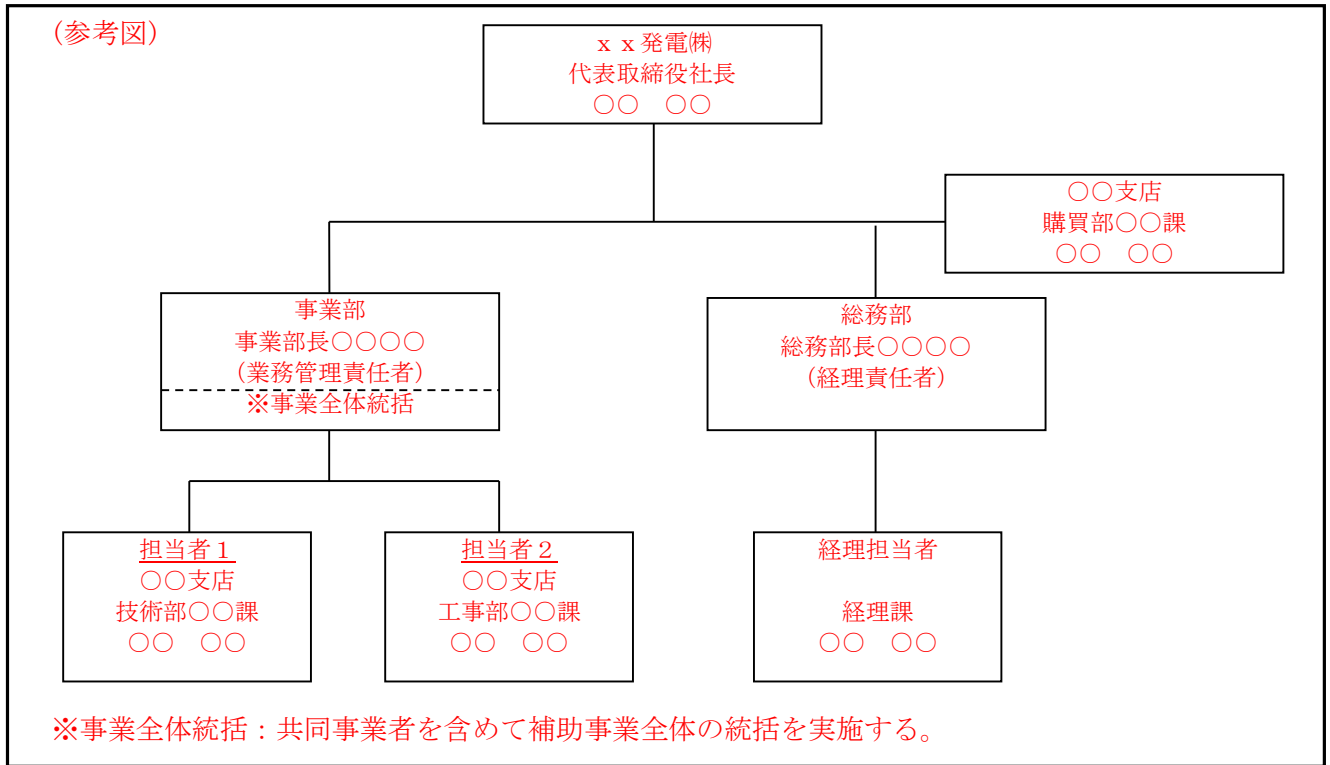 (参考図)
ｘｘ発電㈱
代表取締役社長
○○　○○
○○支店
購買部○○課
○○　○○
事業部
事業部長○○○○
(業務管理責任者)
※事業全体統括
総務部
総務部長○○○○
(経理責任者)
担当者１
○○支店
技術部○○課
○○　○○
担当者２
○○支店
工事部○○課
○○　○○
経理担当者
経理課
○○　○○
※事業全体統括：共同事業者を含めて補助事業全体の統括を実施する。